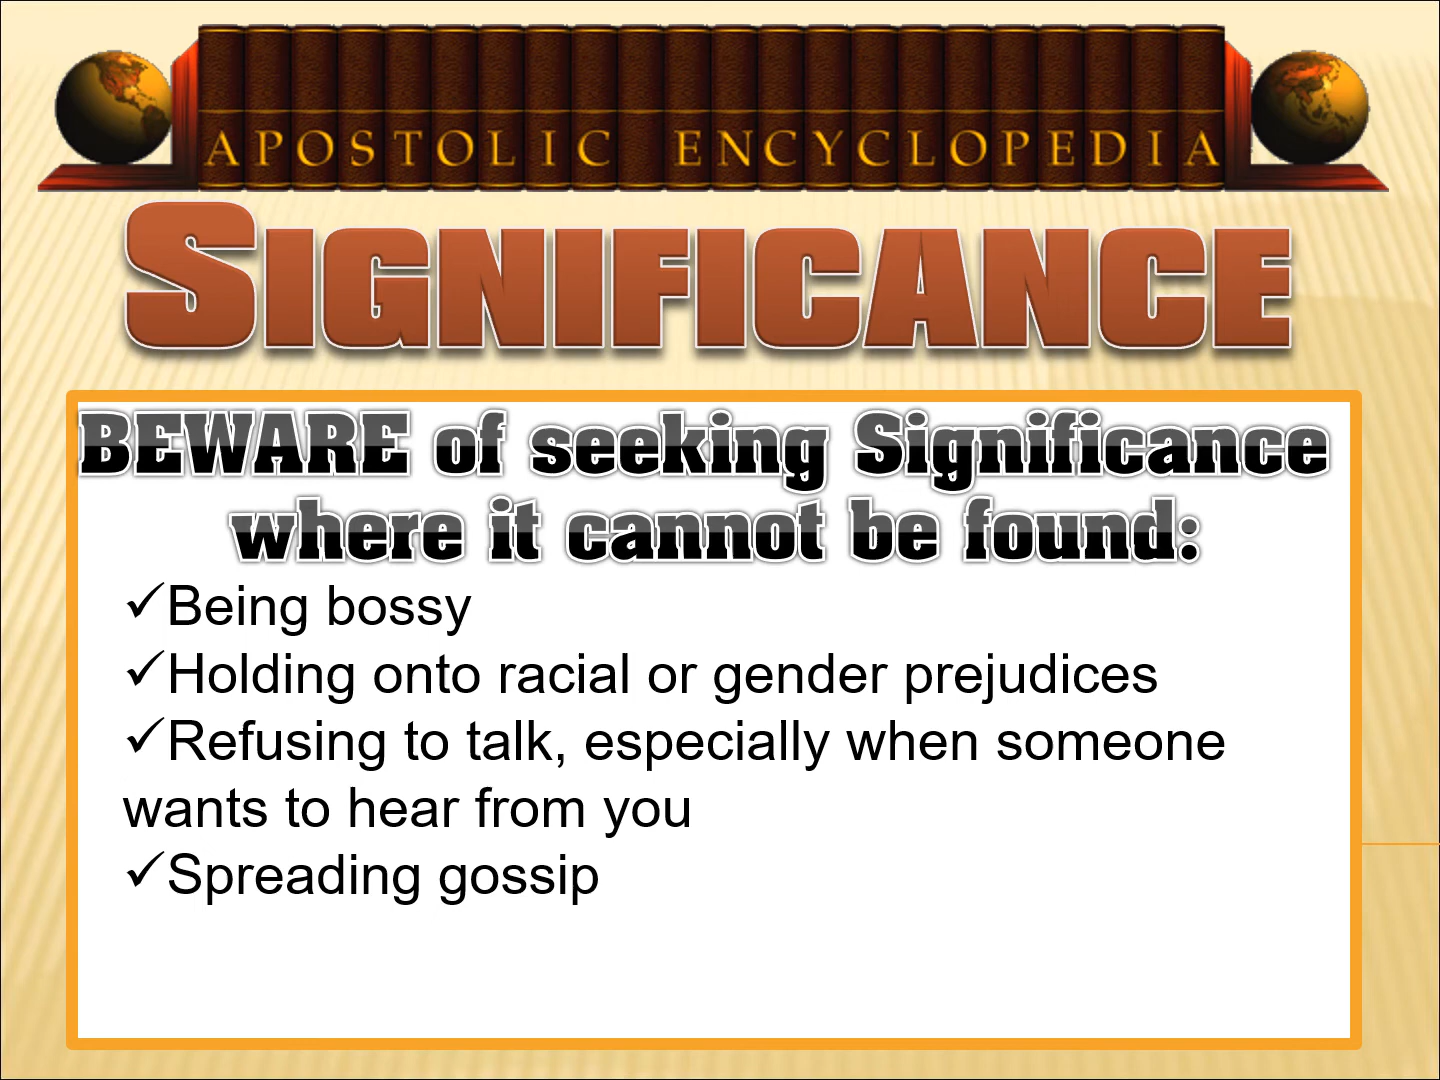 APOSTOLIC ENCYCLOPEDIA
SIGNIFICANCE
BEWARE of seeking Significance
where it cannot be found:
✓Being bossy
✓Holding onto racial or gender prejudices
✓Refusing to talk, especially when someone
wants to hear from you
✓Spreading gossip